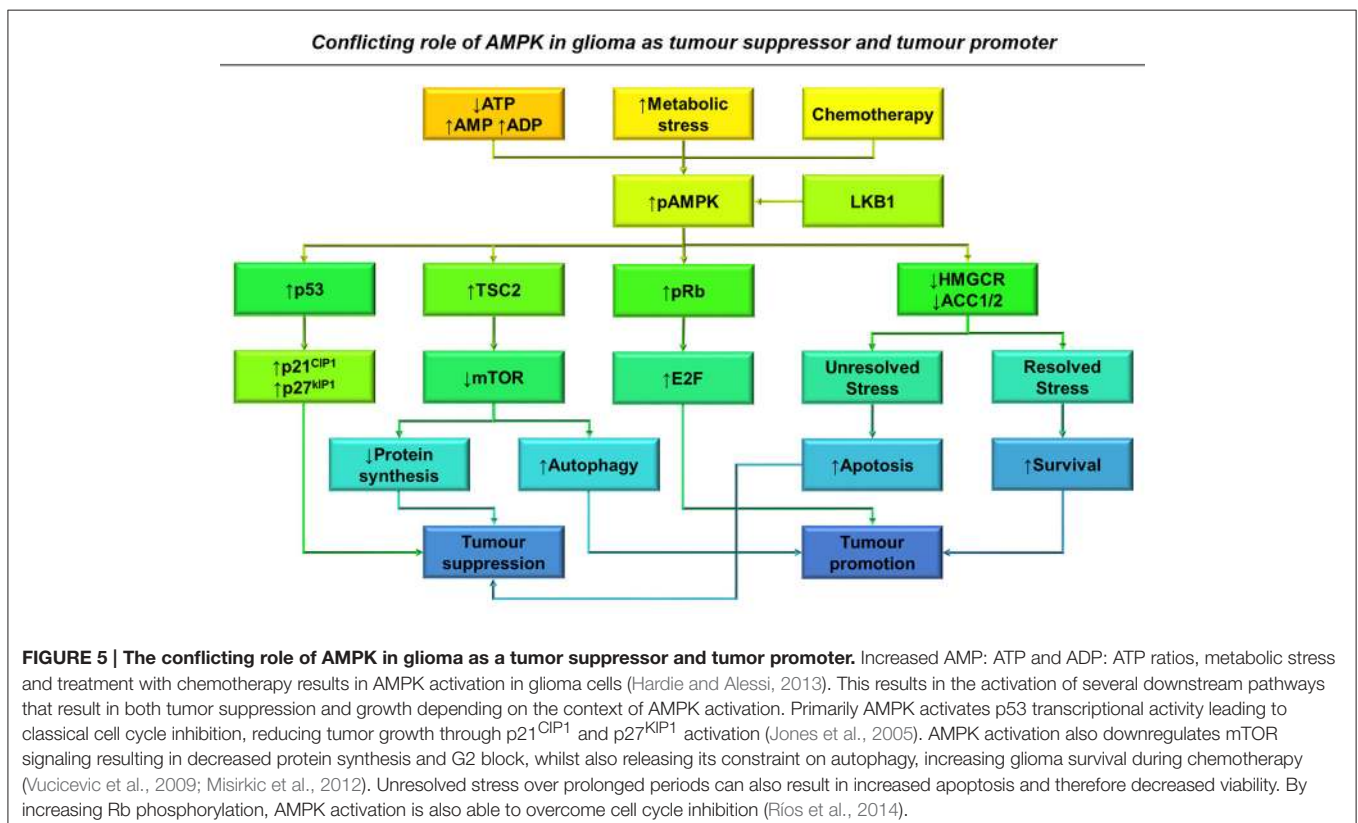 Conflicting role of AMPK in glioma as tumour suppressor and tumour promoter
↓ATP
↑AMP ↑ADP
↑Metabolic
stress
Chemotherapy
↑pAMPK
LKB1
↑p53
↑TSC2
↑pRb
↓HMGCR
↓ACC1/2
↑p21CIP1
↑p27kIP1
↓mTOR
↑E2F
Unresolved
Stress
Resolved
Stress
↓Protein
synthesis
↑Autophagy
↑Apotosis
↑Survival
Tumour
suppression
Tumour
promotion
FIGURE 5 | The conflicting role of AMPK in glioma as a tumor suppressor and tumor promoter. Increased AMP: ATP and ADP: ATP ratios, metabolic stress
and treatment with chemotherapy results in AMPK activation in glioma cells (Hardie and Alessi, 2013). This results in the activation of several downstream pathways
that result in both tumor suppression and growth depending on the context of AMPK activation. Primarily AMPK activates p53 transcriptional activity leading to
classical cell cycle inhibition, reducing tumor growth through p21CIP1 and p27KIP1 activation (Jones et al., 2005). AMPK activation also downregulates mTOR
signaling resulting in decreased protein synthesis and G2 block, whilst also releasing its constraint on autophagy, increasing glioma survival during chemotherapy
(Vucicevic et al., 2009; Misirkic et al., 2012). Unresolved stress over prolonged periods can also result in increased apoptosis and therefore decreased viability. By
increasing Rb phosphorylation, AMPK activation is also able to overcome cell cycle inhibition (Ríos et al., 2014).